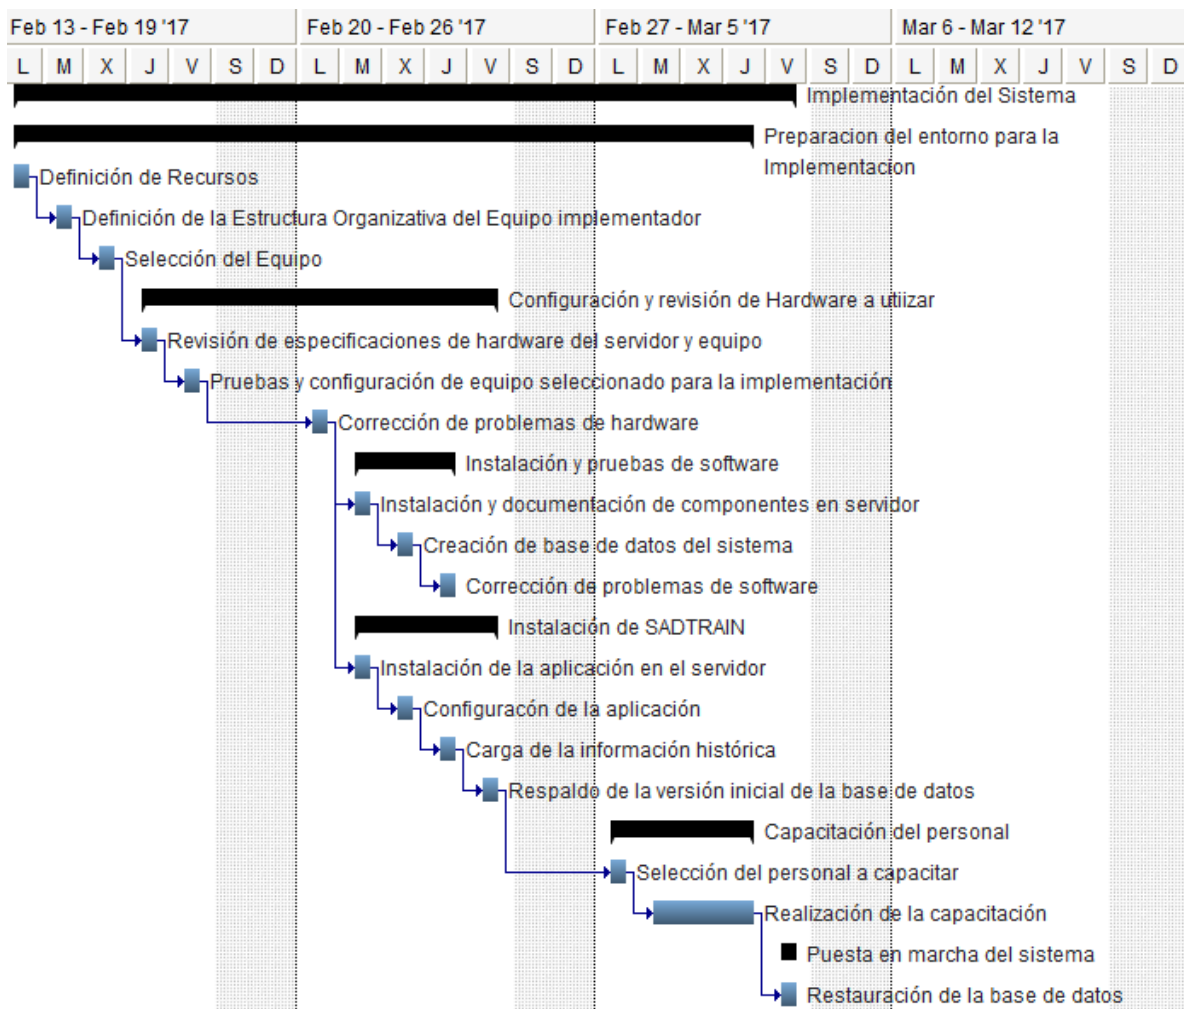 Feb 13 - Feb 19 '17 Feb 20 - Feb 26 '17 Feb 27 - Mar 5 '17 Mar 6 - Mar 12 '17
L M X J V S D L M X J V S D L M X J V S D L M X J V S D
Implementación del Sistema
Preparacion del entorno para la
Implementacion
Definición de Recursos
Definición de la Estructura Organizativa del Equipo implementador
Selección del Equipo
Configuración y revisión de Hardware a utiizar
Revisión de especificaciones de hardware del servidor y equipo
Pruebas y configuración de equipo seleccionado para la implementación
Corrección de problemas de hardware
Instalación y pruebas de software
Instalación y documentación de componentes en servidor
Creación de base de datos del sistema
Corrección de problemas de software
Instalación de SADTRAIN
Instalación de la aplicación en el servidor
Configuracón de la aplicación
Carga de la información histórica
Respaldo de la versión inicial de la base de datos
Capacitación del personal
Selección del personal a capacitar
Realización de la capacitación
Puesta en marcha del sistema
Restauración de la base de datos